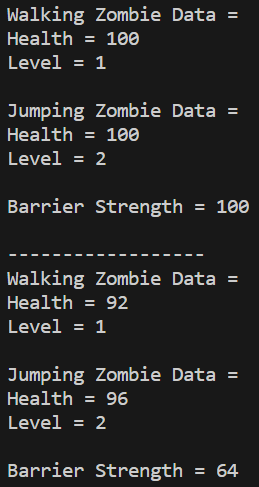 Walking Zombie Data =
Health = 100
Level = 1
Jumping Zombie Data =
Health = 100
Level = 2
Barrier Strength = 100
------------------
Walking Zombie Data =
Health = 92
Level = 1
Jumping Zombie Data =
Health = 96
Level = 2
Barrier Strength = 64